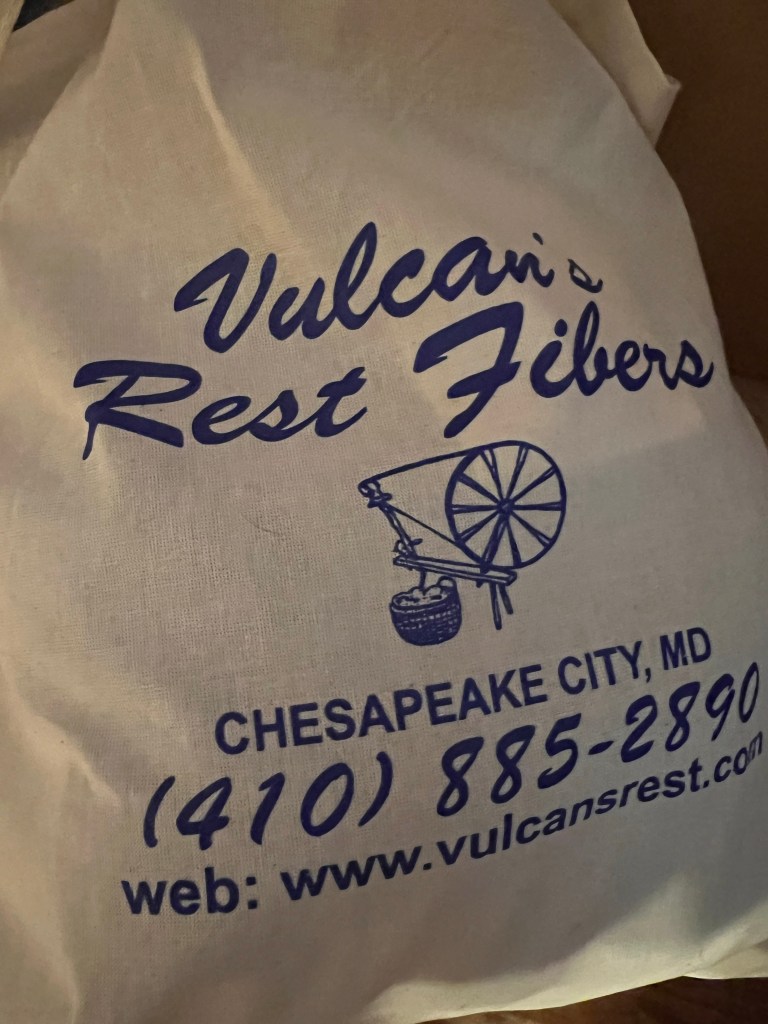 Vulcan's
Rest Fibers
CHESAPEAKE CITY, MD
(410) 885-2890
web: www.vulcansrest.com